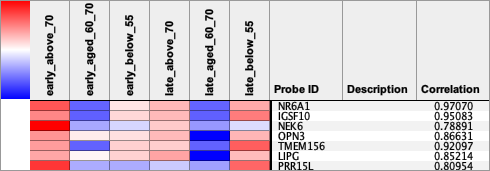 early_above_70
early_aged_60_70
early_below_55
late_above_70
late_aged_60_70
late_below_55
Probe ID Description Correlation
NR6A1 0.97070
IGSF10 0.95083
NEK6 0.78891
OPN3 0.86631
TMEM156 0.92097
LIPG 0.85214
PRR15L 0.80954